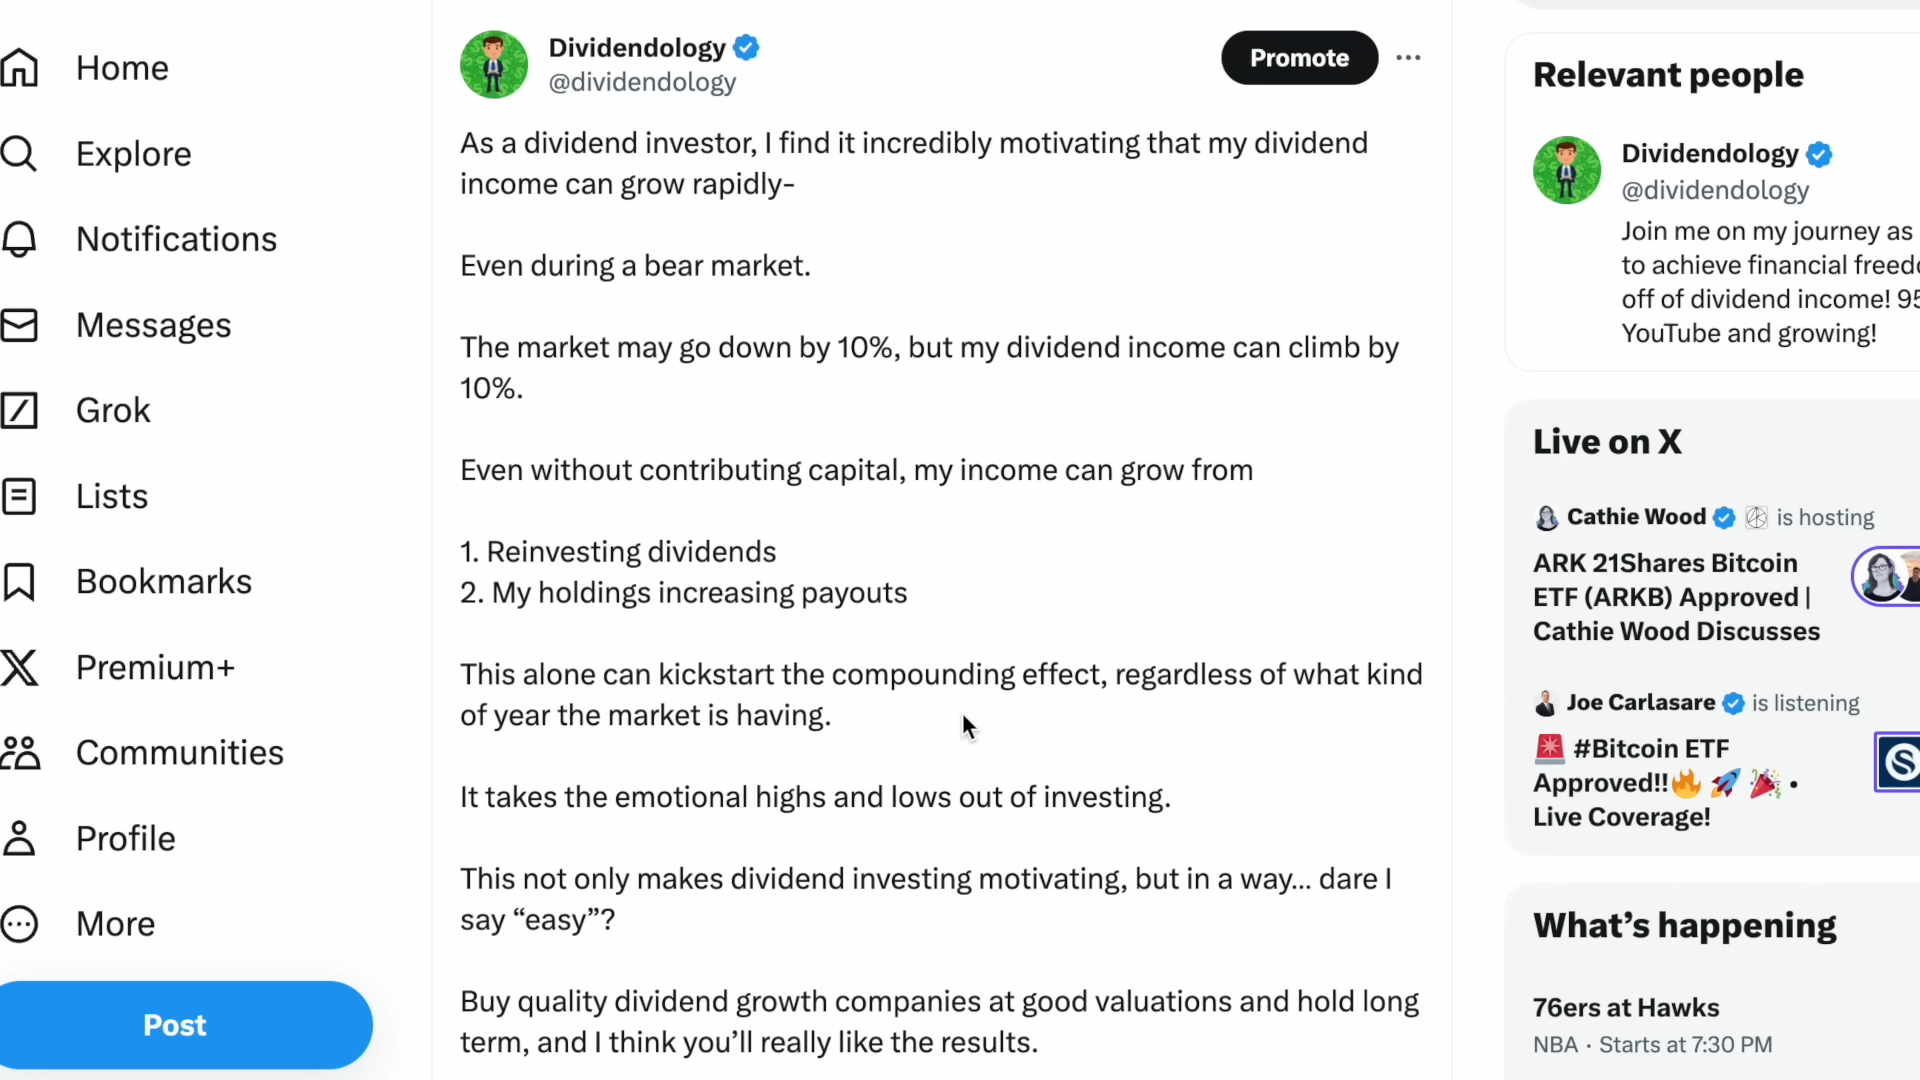 Home
Explore
Notifications
Messages
Grok
Lists
Bookmarks
Premium+
Communities
Profile
More
Post
Dividendology
@dividendology
Promote
As a dividend investor, I find it incredibly motivating that my dividend
income can grow rapidly-
Even during a bear market.
The market may go down by 10%, but my dividend income can climb by
10%.
Even without contributing capital, my income can grow from
1. Reinvesting dividends
2. My holdings increasing payouts
This alone can kickstart the compounding effect, regardless of what kind
of year the market is having.
It takes the emotional highs and lows out of investing.
This not only makes dividend investing motivating, but in a way... dare I
say “easy”?
Buy quality dividend growth companies at good valuations and hold long
term, and I think you’ll really like the results.
Relevant people
Dividendology
@dividendology
Join me on my journey as
to achieve financial
off of dividend income!
YouTube and growing!
Live on X
Cathie Wood is hosting
ARK 21Shares Bitcoin
ETF (ARKB) Approved |
Cathie Wood Discusses
Joe Carlasare is listening
🚨 #Bitcoin ETF
Approved!!🔥 🚀 🎉 •
Live Coverage!
What’s happening
76ers at Hawks
NBA · Starts at 7:30 PM